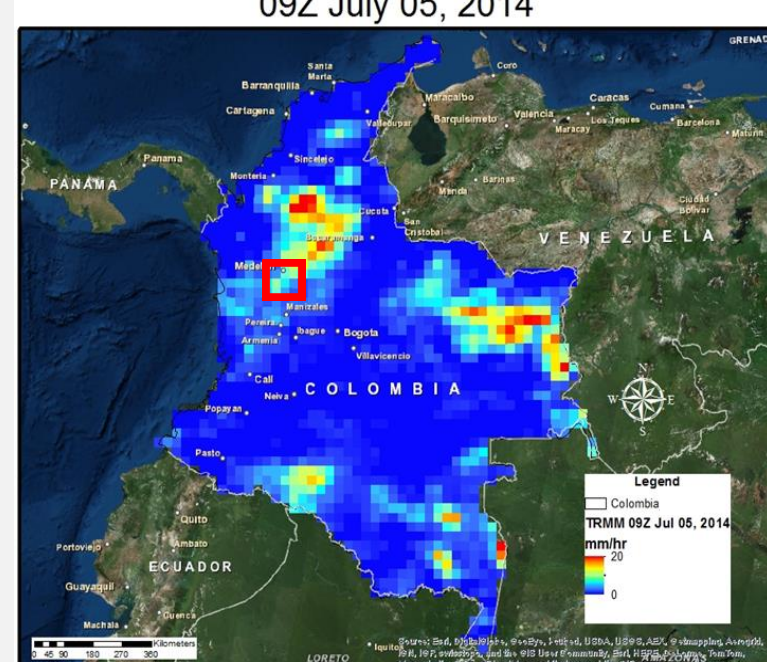 09Z July 05, 2014
GRENAD
Santa
Marta
Coro
Barranquilla
Maracaibo
Caracas
Cumana
Cartagena
Valledupar
Barquisimeto
Valencia
Los Teques
Barcelona
Maracay
Maturin
Sincelejo
Panama
Monteria
Merida
Barinas
PANAMA
Cucuta
San
Cristobal
Ciudad
Bolivar
Bucaramanga
VENEZUELA
Manizales
Pereira
Ibague
Bogota
Armenia
Villavicencio
Cali
COLOMBIA
Neiva
N
W
E
S
Popayan
Pasto
Legend
Colombia
TRMM 09Z Jul 05, 2014
mm/hr
20
0
Quito
Portoviejo
Ambato
ECUADOR
Guayaquil
Cuenca
Machala
Kilometers
0 45 90 180 270 360
Iquitos
LORETO